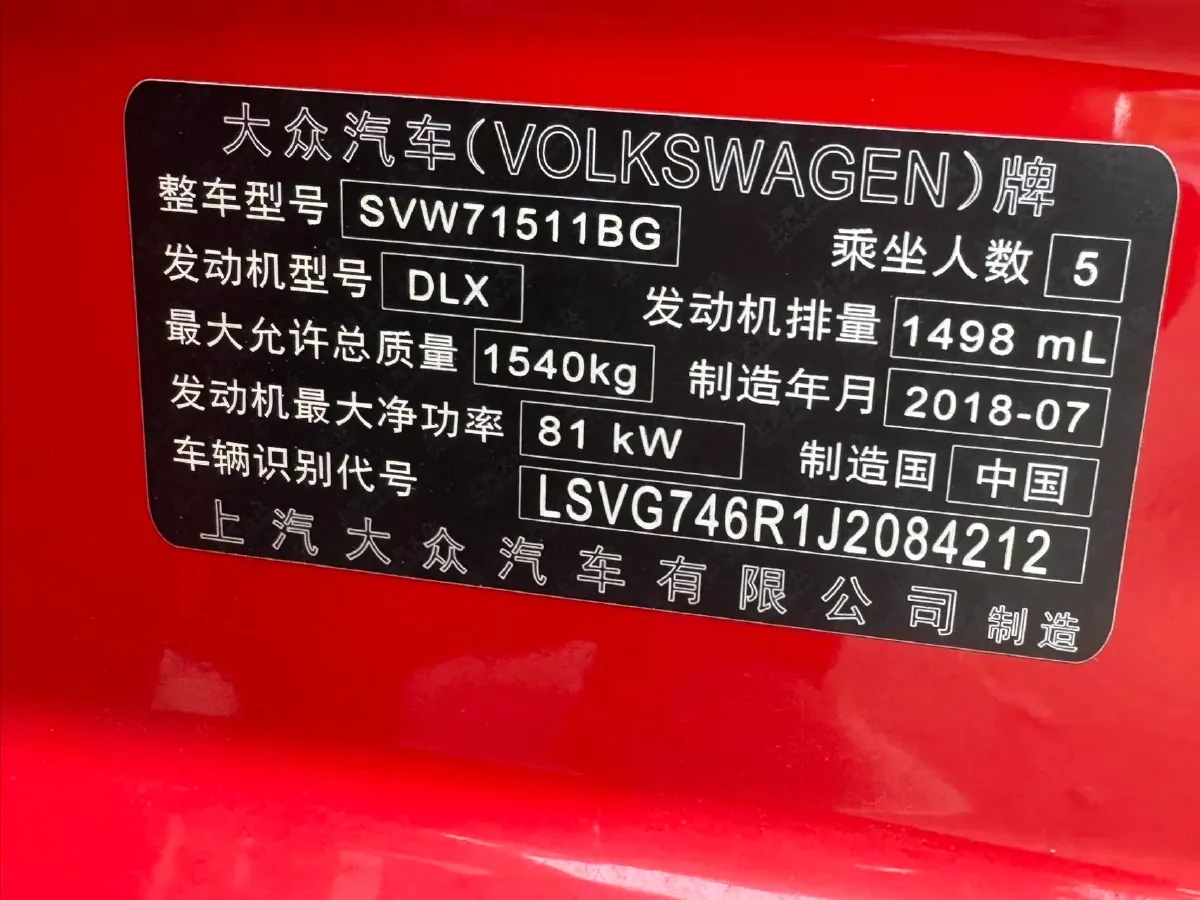 大众汽车(VOLKSWAGEN)牌
整车型号 SVW71511BG 乘坐人数 5
发动机型号 DLX 发动机排量 1498 mL
最大允许总质量 1540kg 制造年月 2018-07
发动机最大净功率 81 kW 制造国 中国
车辆识别代号 LSVG746R1J2084212
上汽大众汽车有限公司 制造